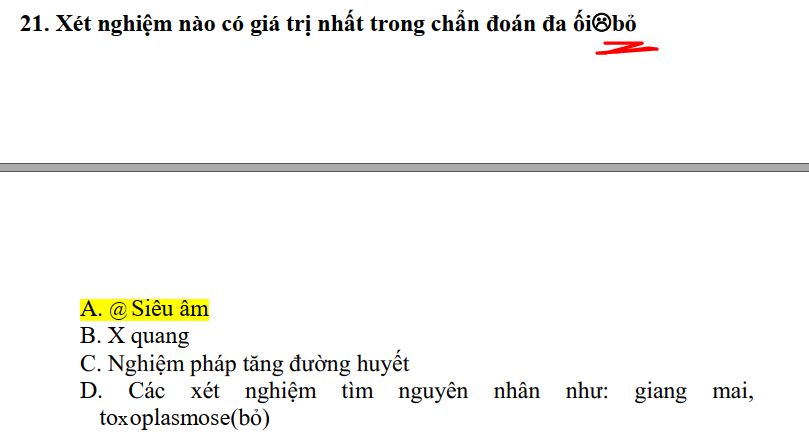 21. Xét nghiệm nào có giá trị nhất trong chẩn đoán đa ối☹bỏ
A. @ Siêu âm
B. X quang
C. Nghiệm pháp tăng đường huyết
D. Các xét nghiệm tìm nguyên nhân như: giang mai,
toxoplasmose(bỏ)